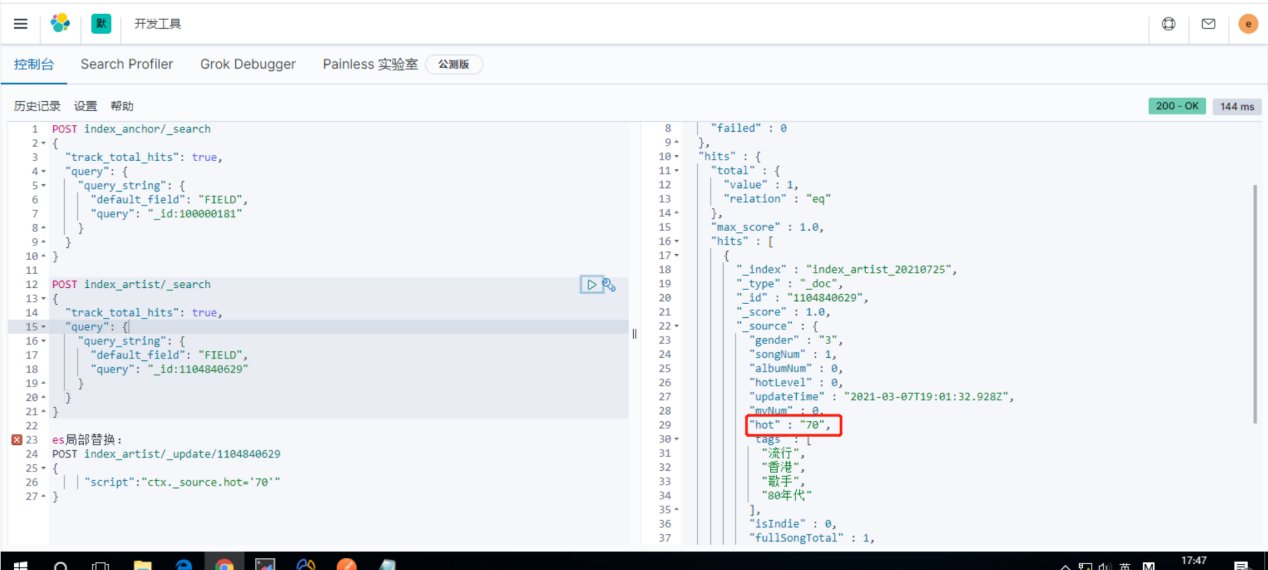 默 开发工具 e
控制台 Search Profiler Grok Debugger Painless 实验室 公测版
历史记录 设置 帮助 200 - OK 144 ms
1 POST index_anchor/_search
2 {
3 "track_total_hits": true,
4 "query": {
5 "query_string": {
6 "default_field": "FIELD",
7 "query": "_id:100000181"
8 }
9 }
10 }
11
12 POST index_artist/_search
13 {
14 "track_total_hits": true,
15 "query": {
16 "query_string": {
17 "default_field": "FIELD",
18 "query": "_id:1104840629"
19 }
20 }
21 }
22
23 es局部替换：
24 POST index_artist/_update/1104840629
25 {
26 "script":"ctx._source.hot='70'"
27 }
8 "failed" : 0
9 },
10 "hits" : {
11 "total" : {
12 "value" : 1,
13 "relation" : "eq"
14 },
15 "max_score" : 1.0,
16 "hits" : [
17 {
18 "_index" : "index_artist_20210725",
19 "_type" : "_doc",
20 "_id" : "1104840629",
21 "_score" : 1.0,
22 "_source" : {
23 "gender" : "3",
24 "songNum" : 1,
25 "albumNum" : 0,
26 "hotLevel" : 0,
27 "updateTime" : "2021-03-07T19:01:32.928Z",
28 "mvNum" : 0,
29 "hot" : "70",
30 "tags" : [
31 "流行",
32 "香港",
33 "歌手",
34 "80年代"
35 ],
36 "isIndie" : 0,
37 "fullSongTotal" : 1,
英 M 17:47